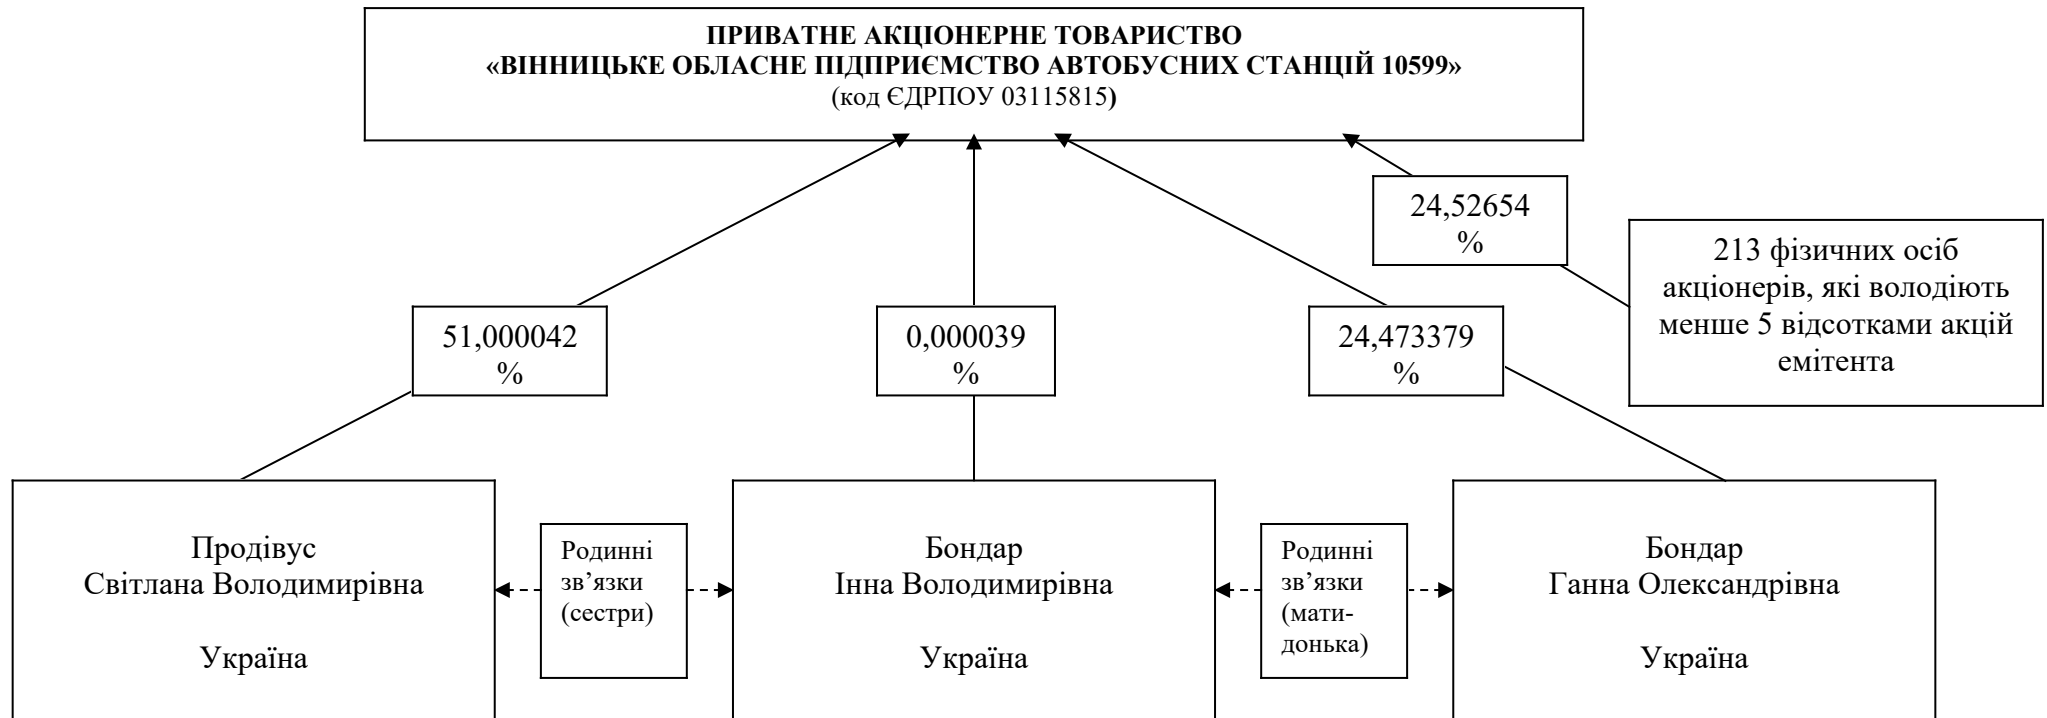 ПРИВАТНЕ АКЦІОНЕРНЕ ТОВАРИСТВО
«ВІННИЦЬКЕ ОБЛАСНЕ ПІДПРИЄМСТВО АВТОБУСНИХ СТАНЦІЙ 10599»
(код ЄДРПОУ 03115815)
24,52654
%
213 фізичних осіб
акціонерів, які володіють
менше 5 відсотками акцій
емітента
51,000042
%
0,000039
%
24,473379
%
Продівус
Світлана Володимирівна
Україна
Родинні
зв’язки
(сестри)
Бондар
Інна Володимирівна
Україна
Родинні
зв’язки
(мати-
донька)
Бондар
Ганна Олександрівна
Україна